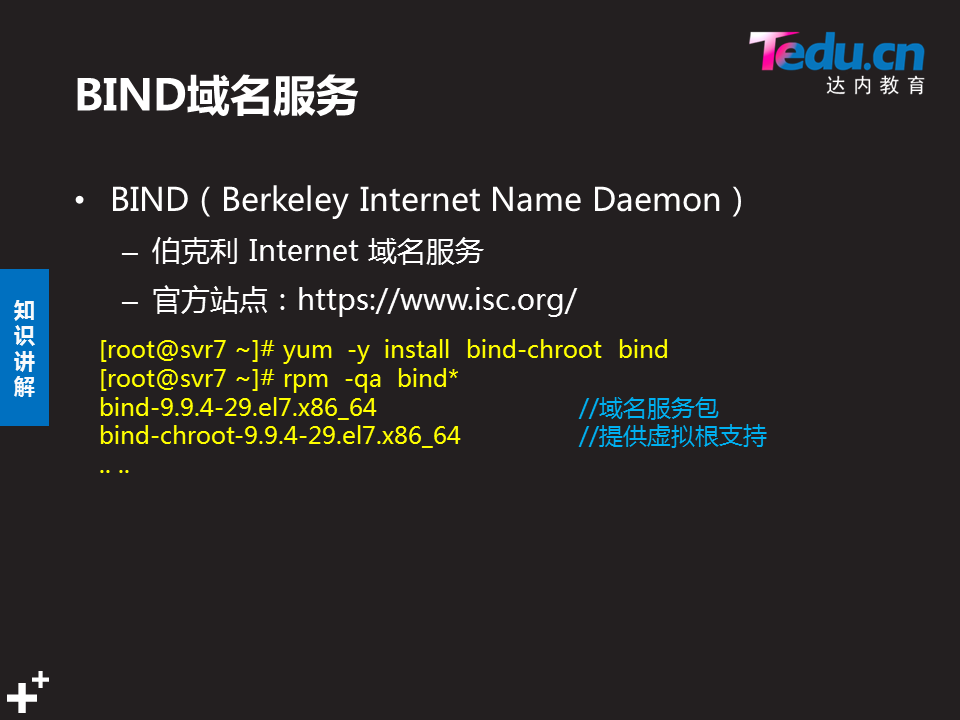 Tedu.cn
达内教育
BIND域名服务
• BIND（Berkeley Internet Name Daemon）
– 伯克利 Internet 域名服务
– 官方站点：https://www.isc.org/
知识讲解
[root@svr7 ~]# yum -y install bind-chroot bind
[root@svr7 ~]# rpm -qa bind*
bind-9.9.4-29.el7.x86_64 //域名服务包
bind-chroot-9.9.4-29.el7.x86_64 //提供虚拟根支持
.. ..